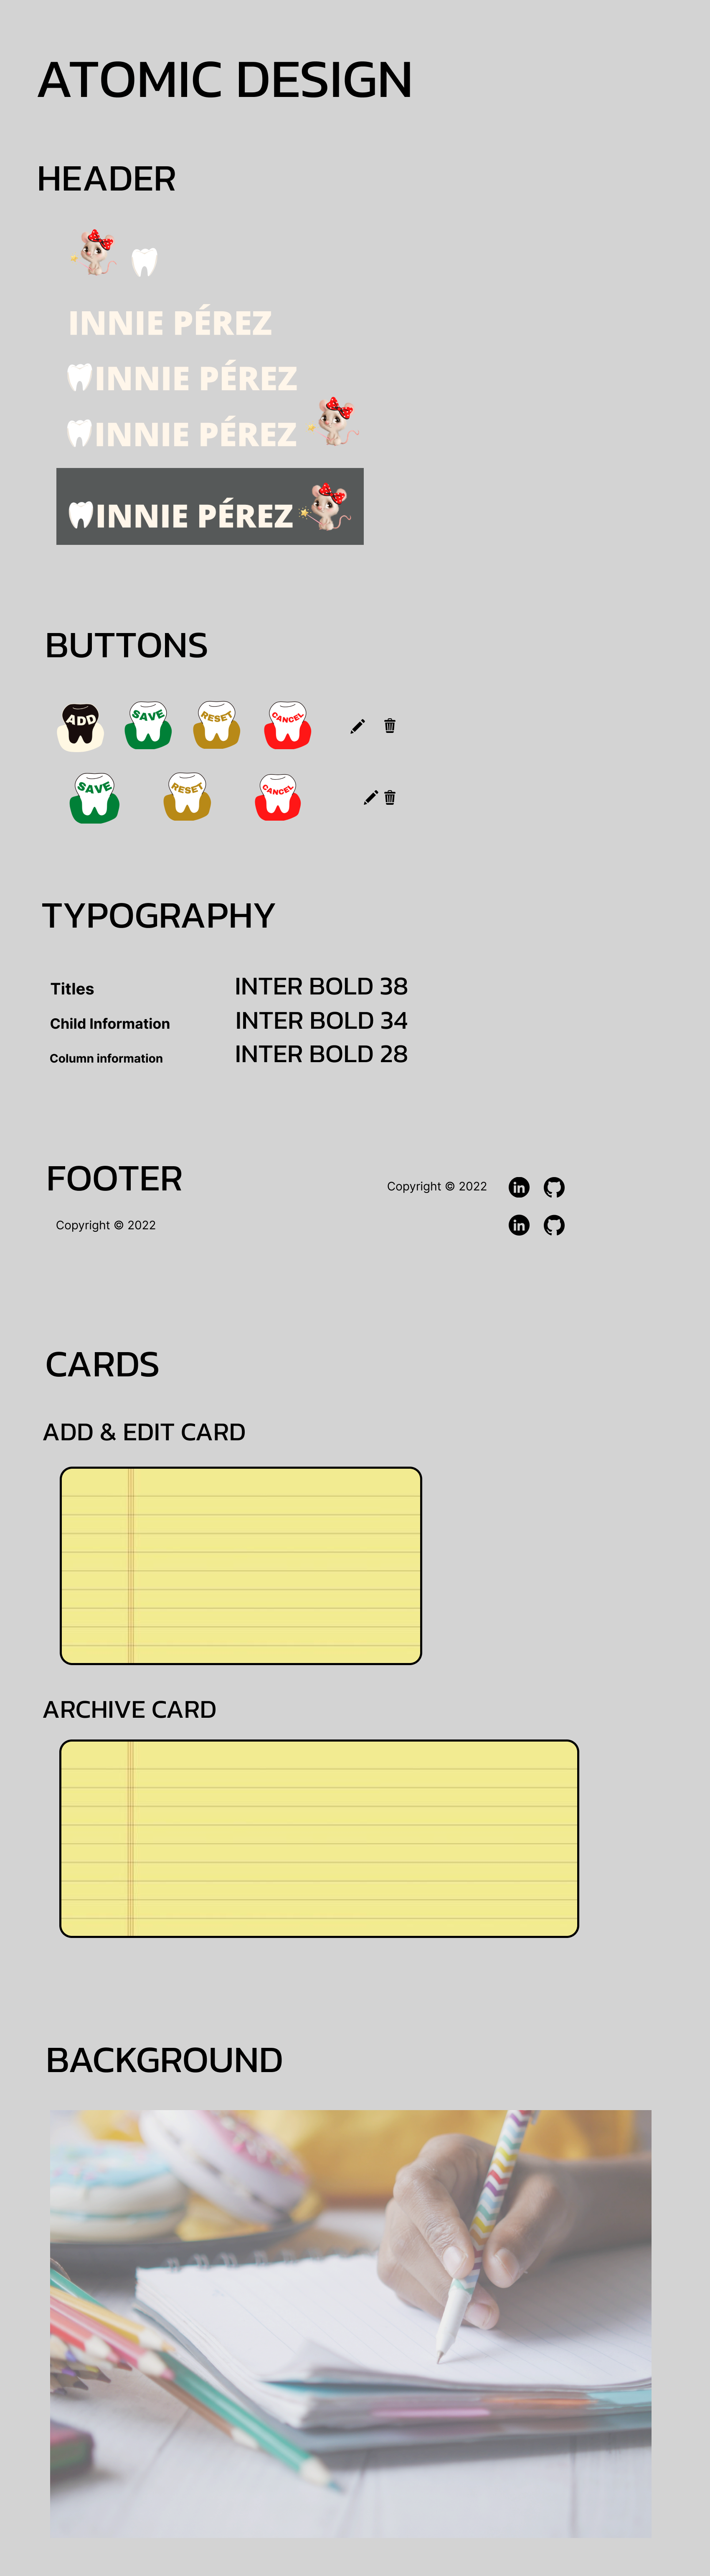 ATOMIC DESIGN
HEADER
INNIE PÉREZ
INNIE PÉREZ
INNIE PÉREZ
INNIE PÉREZ
BUTTONS
ADD SAVE RESET CANCEL
SAVE RESET CANCEL
TYPOGRAPHY
Titles INTER BOLD 38
Child Information INTER BOLD 34
Column information INTER BOLD 28
FOOTER
Copyright © 2022 in
Copyright © 2022 in
CARDS
ADD & EDIT CARD
ARCHIVE CARD
BACKGROUND